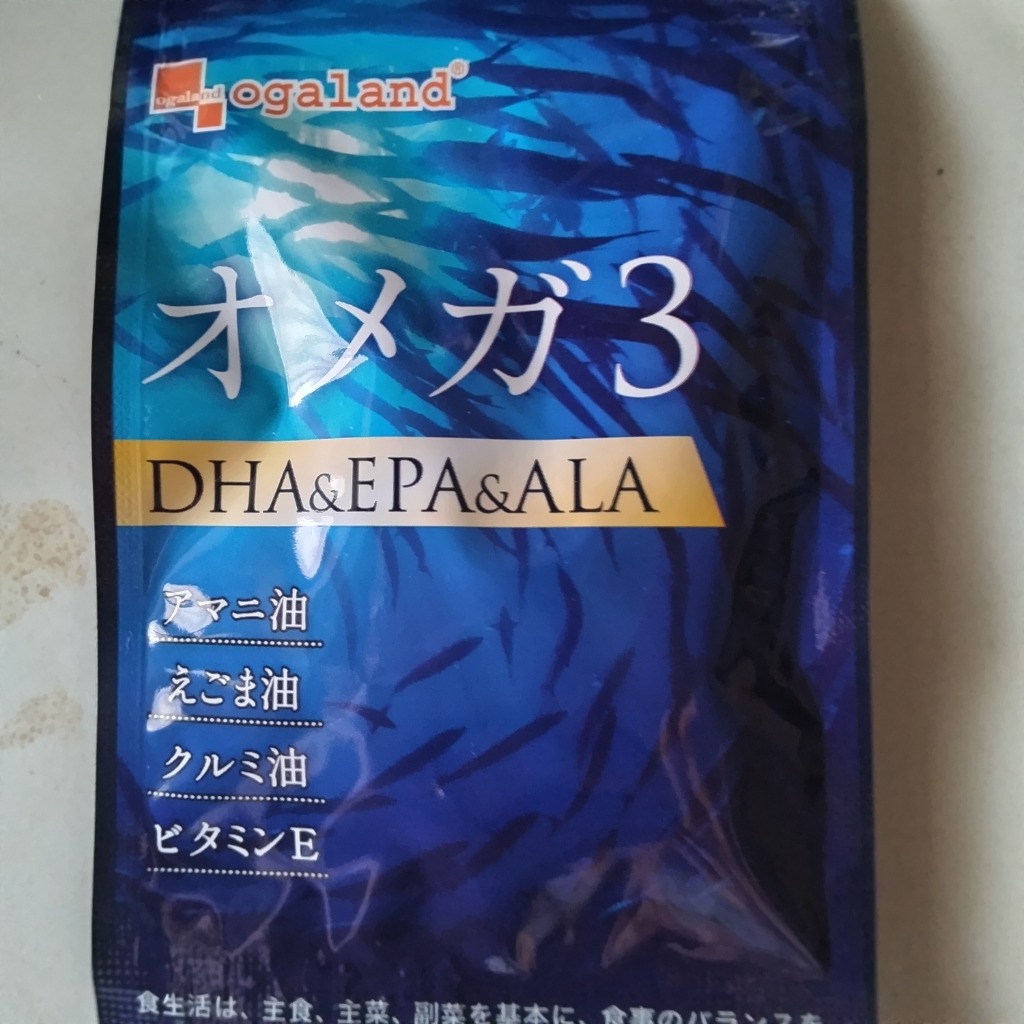 ogaland
ogaland®
オメガ3
DHA&EPA&ALA
アマニ油
えごま油
クルミ油
ビタミンE
食生活は、主食、主菜、副菜を基本に、食事のバランスを